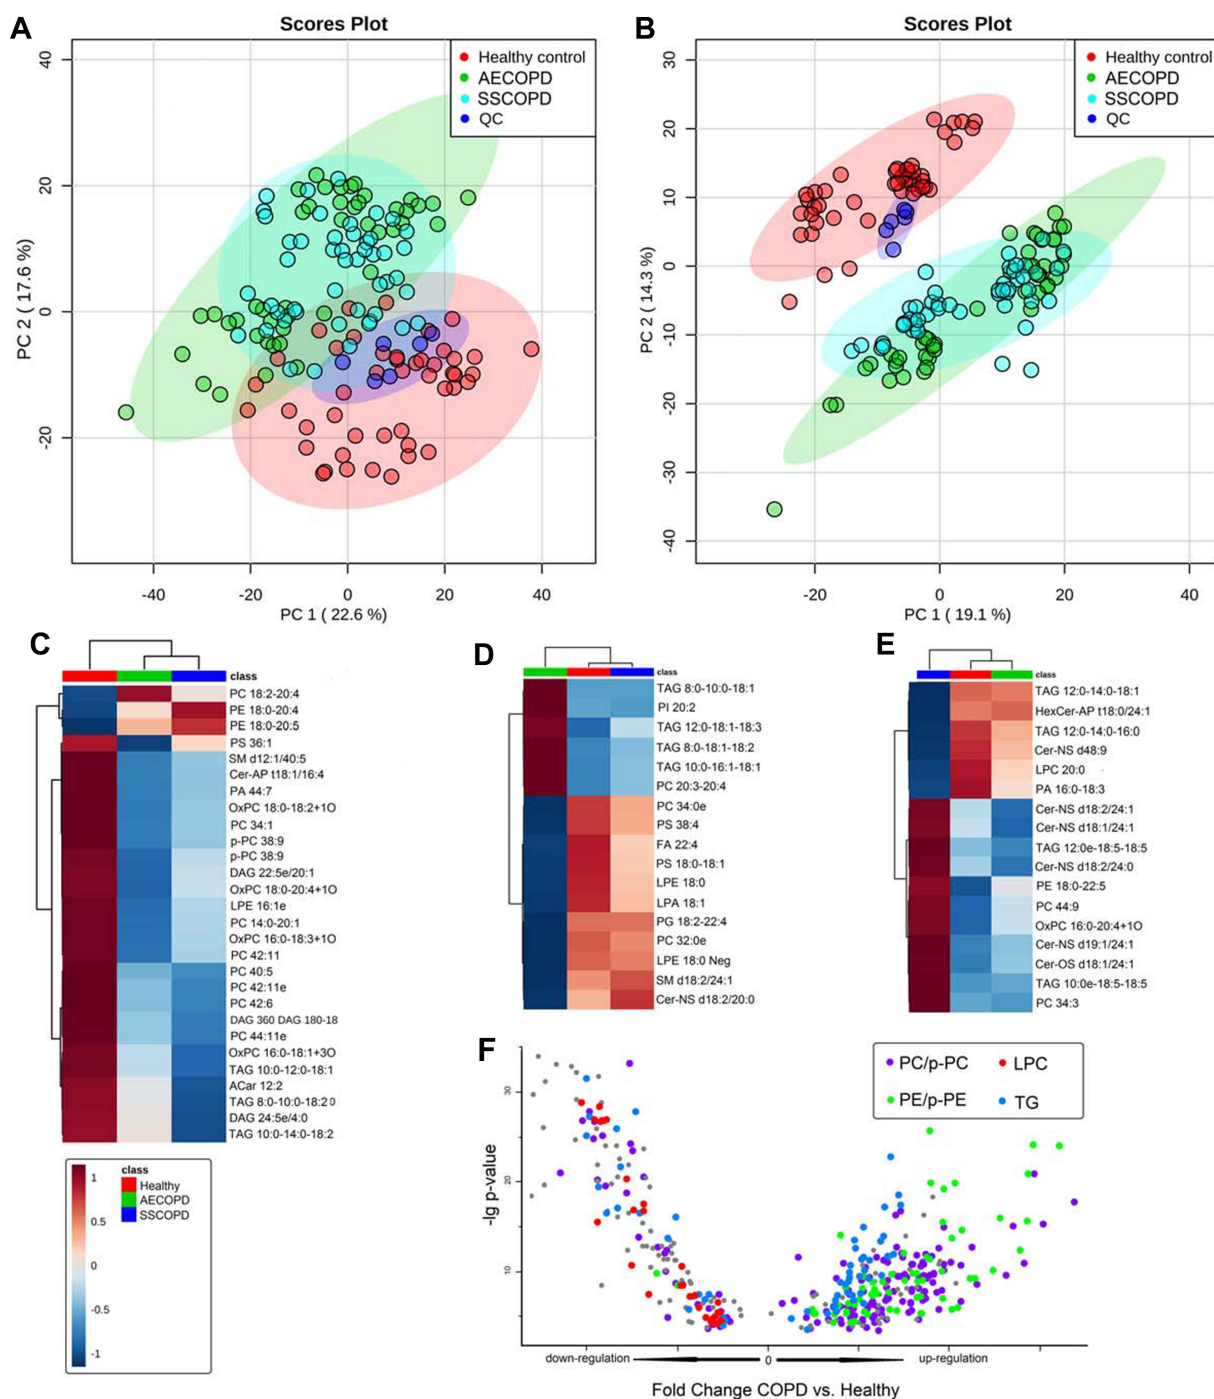 A
Scores Plot
40
20
0
-20
PC 2 ( 17.6 %)
Healthy control
AECOPD
SSCOPD
QC
-40
-20
0
20
40
PC 1 ( 22.6 %)
B
Scores Plot
30
20
10
0
-10
-20
-30
-40
PC 2 ( 14.3 %)
Healthy control
AECOPD
SSCOPD
QC
-20
0
20
40
PC 1 ( 19.1 %)
C
class
PC 18:2-20:4
PE 18:0-20:4
PE 18:0-20:5
PS 36:1
SM d12:1/40:5
Cer-AP t18:1/16:4
PA 44:7
OxPC 18:0-18:2+1O
PC 34:1
p-PC 38:9
p-PC 38:9
DAG 22:5e/20:1
OxPC 18:0-20:4+1O
LPE 16:1e
PC 14:0-20:1
OxPC 16:0-18:3+1O
PC 42:11
PC 40:5
PC 42:11e
PC 42:6
DAG 360 DAG 180-18
PC 44:11e
OxPC 16:0-18:1+3O
TAG 10:0-12:0-18:1
ACar 12:2
TAG 8:0-10:0-18:2 0
DAG 24:5e/4:0
TAG 10:0-14:0-18:2
1
0.5
0
-0.5
-1
class
Healthy
AECOPD
SSCOPD
D
class
TAG 8:0-10:0-18:1
PI 20:2
TAG 12:0-18:1-18:3
TAG 8:0-18:1-18:2
TAG 10:0-16:1-18:1
PC 20:3-20:4
PC 34:0e
PS 38:4
FA 22:4
PS 18:0-18:1
LPE 18:0
LPA 18:1
PG 18:2-22:4
PC 32:0e
LPE 18:0 Neg
SM d18:2/24:1
Cer-NS d18:2/20:0
E
class
TAG 12:0-14:0-18:1
HexCer-AP t18:0/24:1
TAG 12:0-14:0-16:0
Cer-NS d48:9
LPC 20:0
PA 16:0-18:3
Cer-NS d18:2/24:1
Cer-NS d18:1/24:1
TAG 12:0e-18:5-18:5
Cer-NS d18:2/24:0
PE 18:0-22:5
PC 44:9
OxPC 16:0-20:4+1O
Cer-NS d19:1/24:1
Cer-OS d18:1/24:1
TAG 10:0e-18:5-18:5
PC 34:3
F
PC/p-PC
LPC
PE/p-PE
TG
30
20
10
-lg p-value
down-regulation
0
up-regulation
Fold Change COPD vs. Healthy